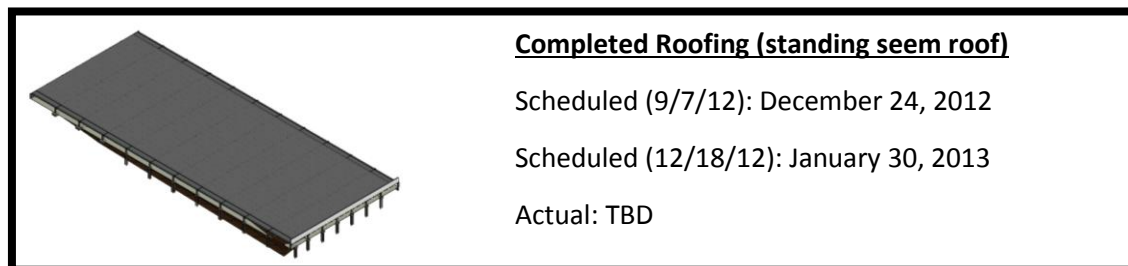 Completed Roofing (standing seem roof)
Scheduled (9/7/12): December 24, 2012
Scheduled (12/18/12): January 30, 2013
Actual: TBD